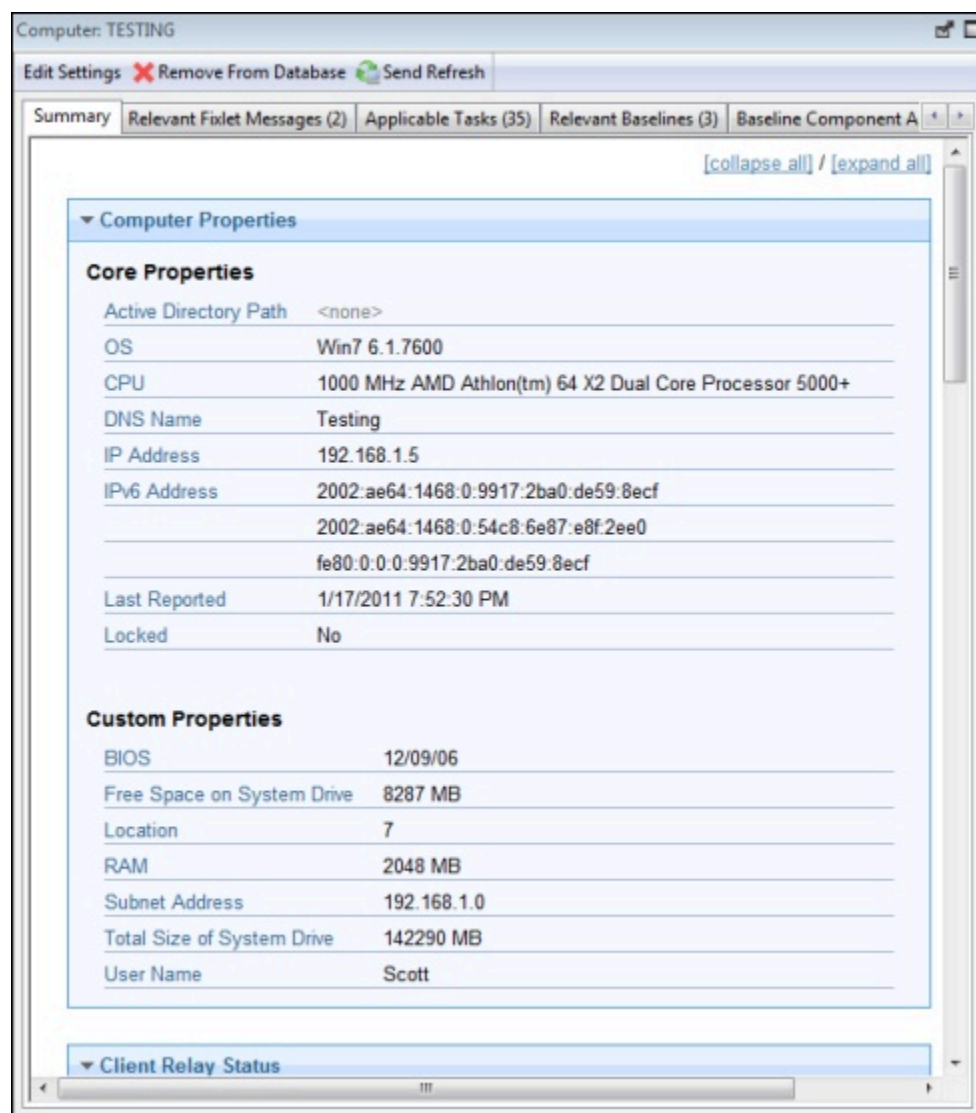 Computer: TESTING
Edit Settings Remove From Database Send Refresh
Summary Relevant Fixlet Messages (2) Applicable Tasks (35) Relevant Baselines (3) Baseline Component A
[collapse all] / [expand all]
Computer Properties
Core Properties
Active Directory Path <none>
OS Win7 6.1.7600
CPU 1000 MHz AMD Athlon(tm) 64 X2 Dual Core Processor 5000+
DNS Name Testing
IP Address 192.168.1.5
IPv6 Address 2002:ae64:1468:0:9917:2ba0:de59:8ecf
2002:ae64:1468:0:54c8:6e87:e8f:2ee0
fe80:0:0:0:9917:2ba0:de59:8ecf
Last Reported 1/17/2011 7:52:30 PM
Locked No
Custom Properties
BIOS 12/09/06
Free Space on System Drive 8287 MB
Location 7
RAM 2048 MB
Subnet Address 192.168.1.0
Total Size of System Drive 142290 MB
User Name Scott
Client Relay Status